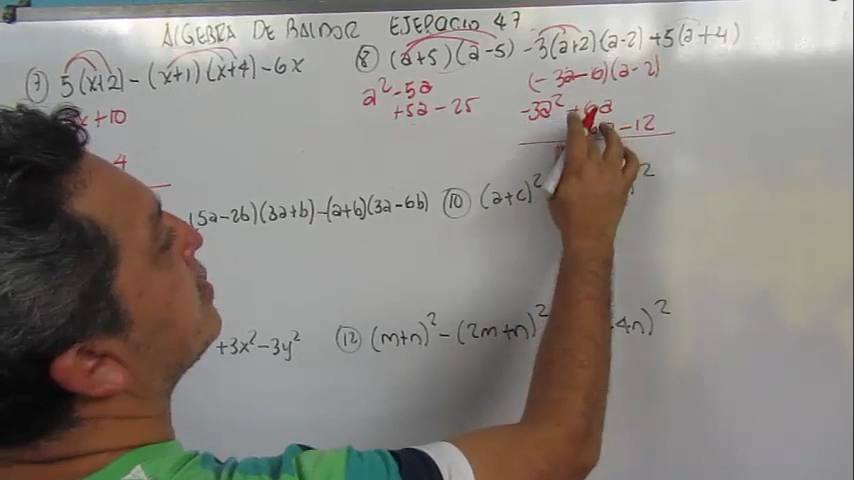 ALGEBRA DE BALDOR EJERCICIO 47
⑦ 5(x+2)-(x+1)(x+4)-6x
⑧ (a+5)(a-5)-3(a+2)(a-2)+5(a+4)
(-3a-6)(a-2)
a²-5a
+5a-25
-3a²+6a
-12
x+10
4
(5a-2b)(3a+b)-(a+b)(3a-6b)
⑩ (a+c)²
2
+3x²-3y²
⑫ (m+n)²-(2m+n)²
4n)²